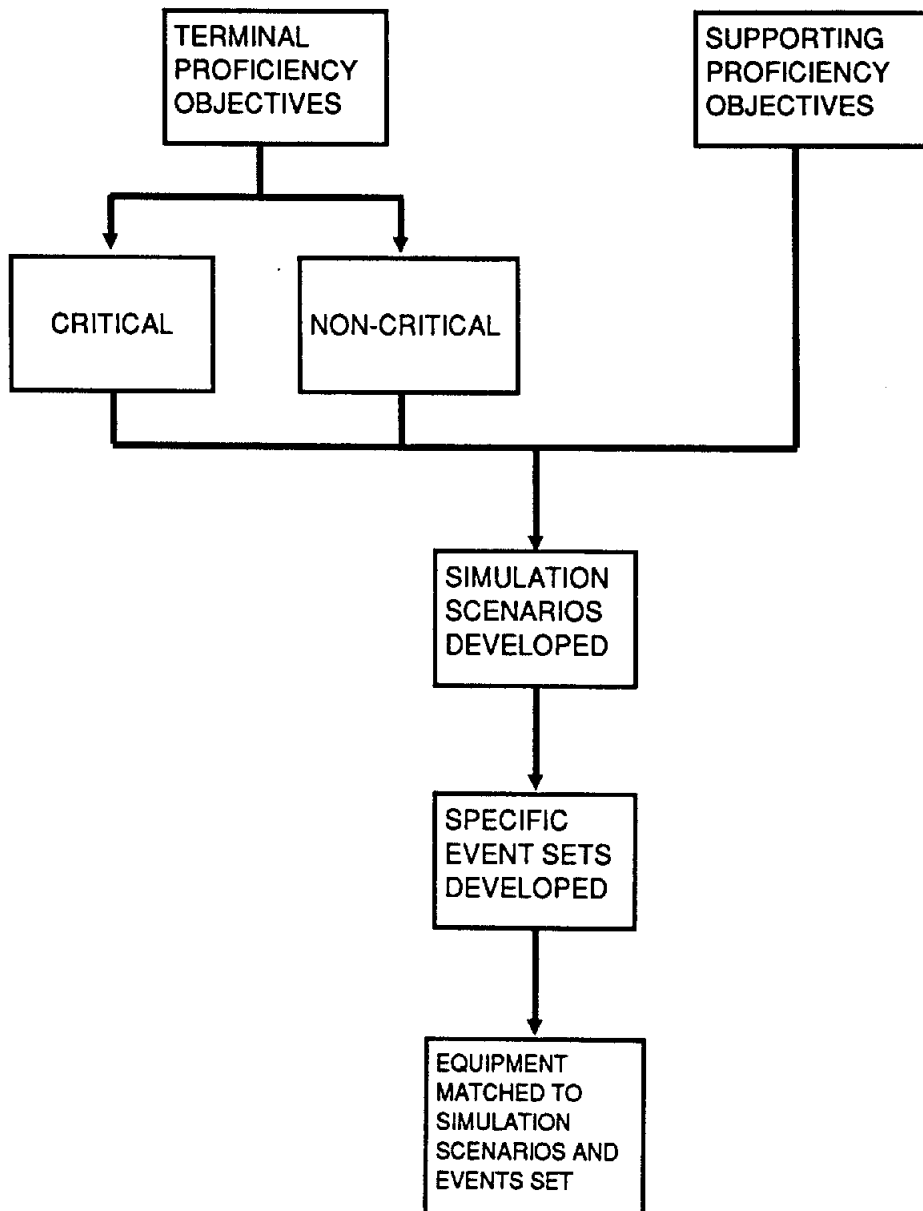 TERMINAL
PROFICIENCY
OBJECTIVES
SUPPORTING
PROFICIENCY
OBJECTIVES
CRITICAL
NON-CRITICAL
SIMULATION
SCENARIOS
DEVELOPED
SPECIFIC
EVENT SETS
DEVELOPED
EQUIPMENT
MATCHED TO
SIMULATION
SCENARIOS AND
EVENTS SET